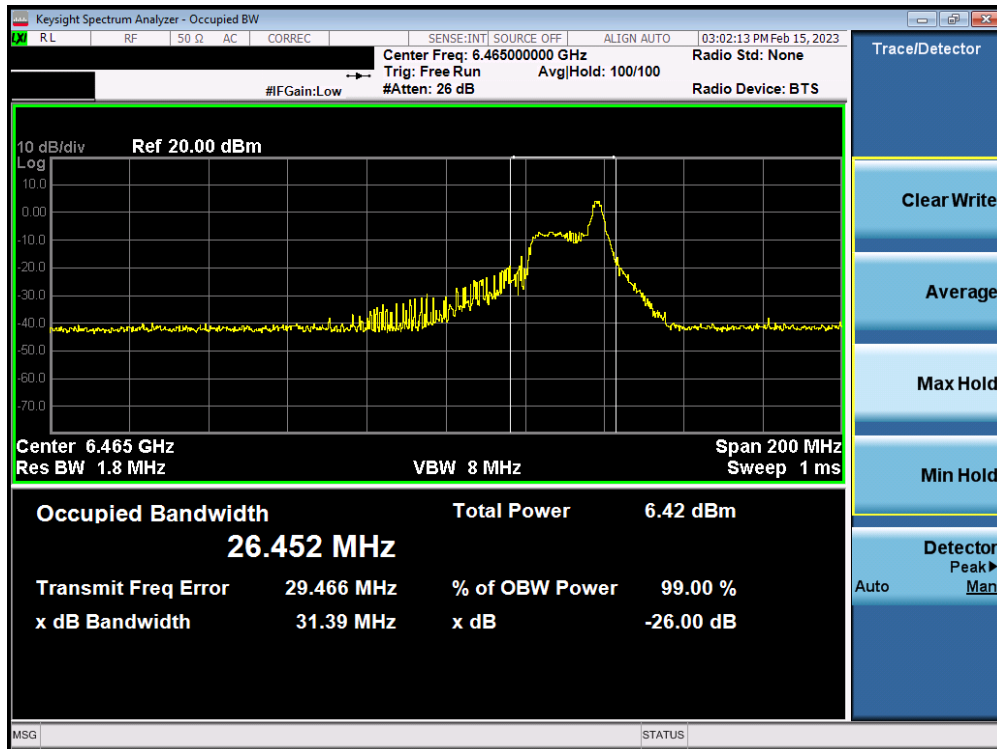 Keysight Spectrum Analyzer - Occupied BW
LXI RL RF 50 Ω AC CORREC SENSE:INT SOURCE OFF ALIGN AUTO 03:02:13 PM Feb 15, 2023
Center Freq: 6.465000000 GHz Radio Std: None
Trig: Free Run Avg|Hold: 100/100
#IFGain:Low #Atten: 26 dB Radio Device: BTS
Trace/Detector
10 dB/div Ref 20.00 dBm
Log
10.0
0.00
-10.0
-20.0
-30.0
-40.0
-50.0
-60.0
-70.0
Center 6.465 GHz Span 200 MHz
Res BW 1.8 MHz VBW 8 MHz Sweep 1 ms
Occupied Bandwidth Total Power 6.42 dBm
26.452 MHz
Transmit Freq Error 29.466 MHz % of OBW Power 99.00 %
x dB Bandwidth 31.39 MHz x dB -26.00 dB
Clear Write
Average
Max Hold
Min Hold
Detector
Peak▶
Auto Man
MSG STATUS